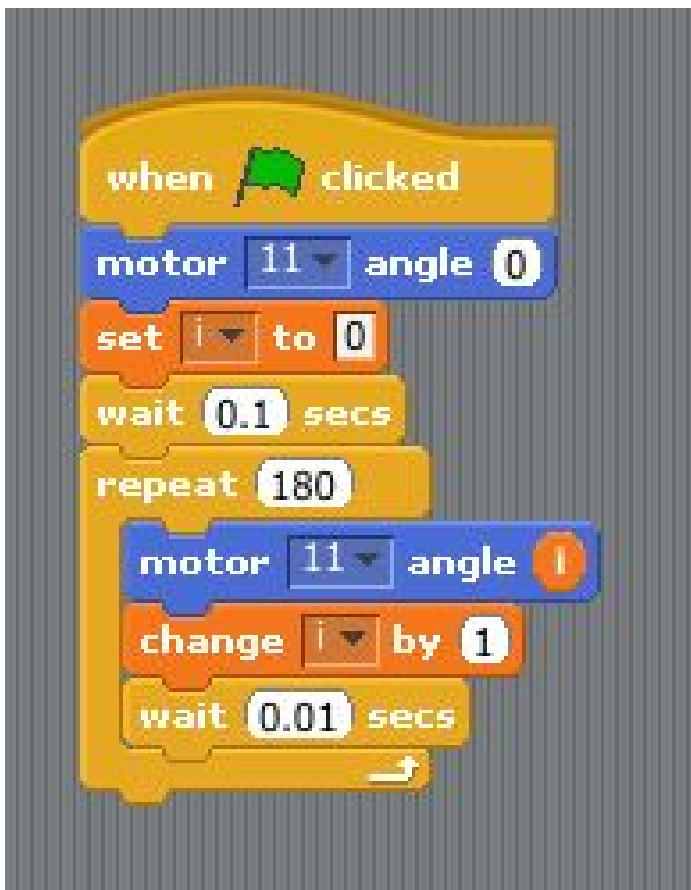 when clicked
motor 11 angle 0
set i to 0
wait 0.1 secs
repeat 180
motor 11 angle i
change i by 1
wait 0.01 secs